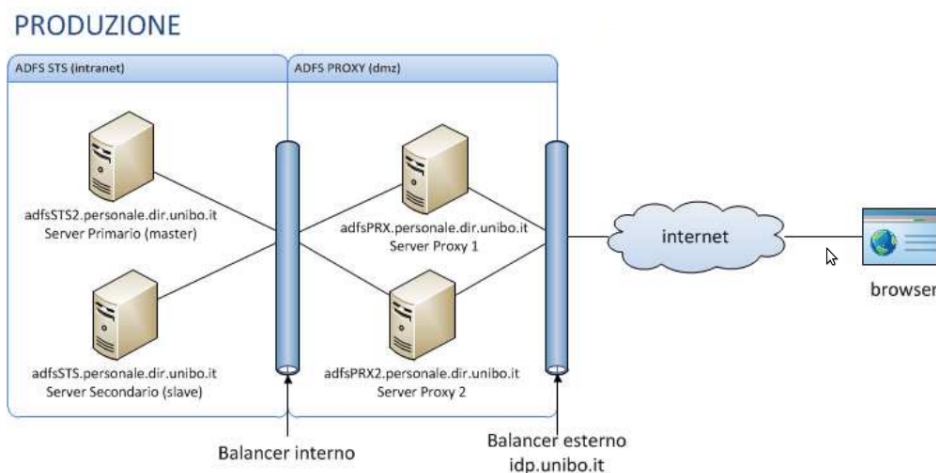 PRODUZIONE
ADFS STS (intranet)
ADFS PROXY (dmz)
adfsSTS2.personale.dir.unibo.it
Server Primario (master)
adfsPRX.personale.dir.unibo.it
Server Proxy 1
internet
browser
adfsSTS.personale.dir.unibo.it
Server Secondario (slave)
adfsPRX2.personale.dir.unibo.it
Server Proxy 2
Balancer interno
Balancer esterno
idp.unibo.it